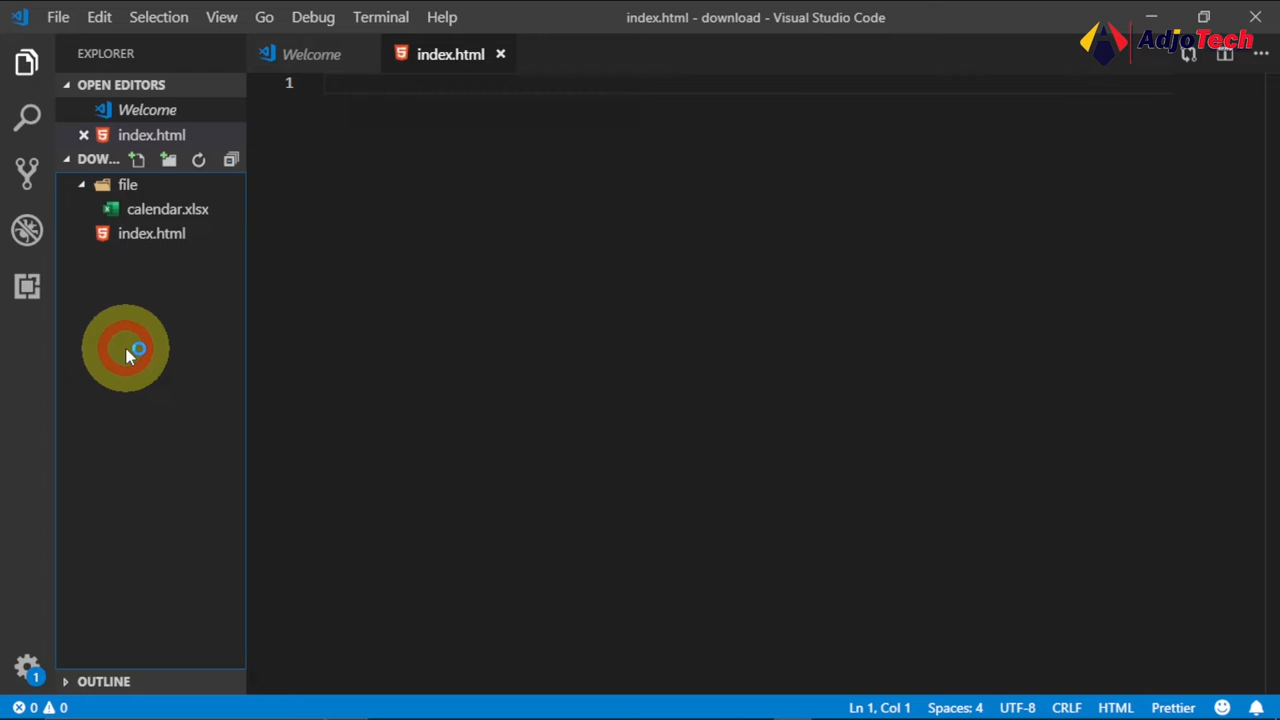 File Edit Selection View Go Debug Terminal Help index.html - download - Visual Studio Code
AdjoTech
EXPLORER
Welcome index.html
OPEN EDITORS
1
Welcome
index.html
DOW...
file
calendar.xlsx
index.html
1
OUTLINE
0 0 Ln 1, Col 1 Spaces: 4 UTF-8 CRLF HTML Prettier